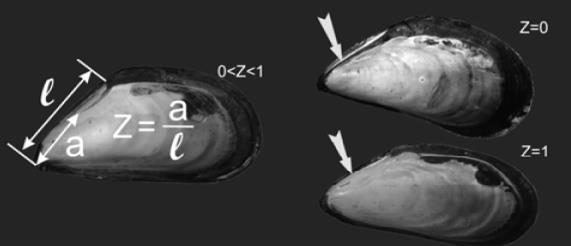 ℓ
a
0<Z<1
Z = a/ℓ
Z=0
Z=1